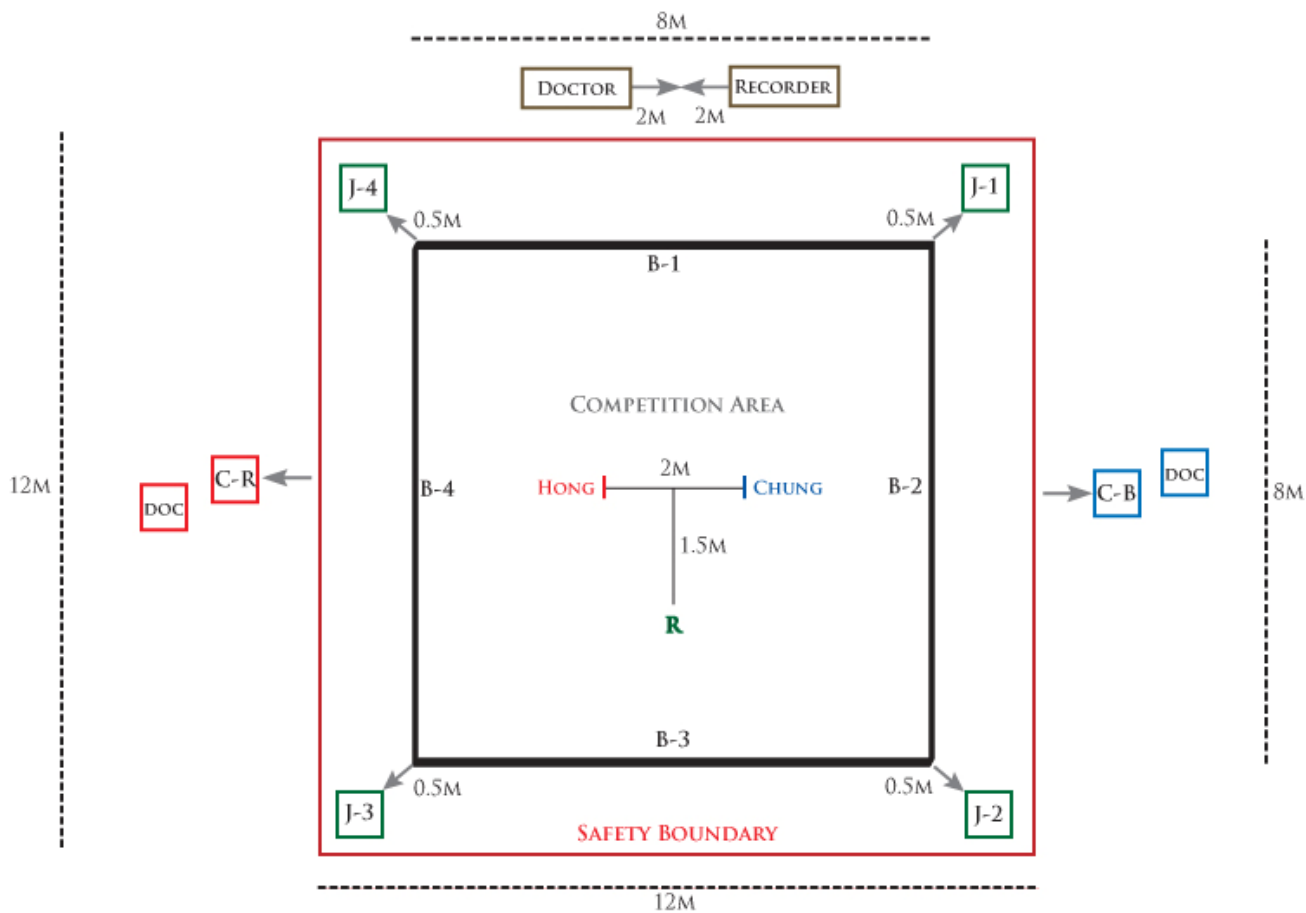 8M
DOCTOR
RECORDER
2M
2M
J-4
J-1
0.5M
0.5M
B-1
COMPETITION AREA
12M
C-R
DOC
B-4
HONG
2M
CHUNG
B-2
C-B
DOC
8M
1.5M
R
B-3
0.5M
0.5M
J-3
J-2
SAFETY BOUNDARY
12M